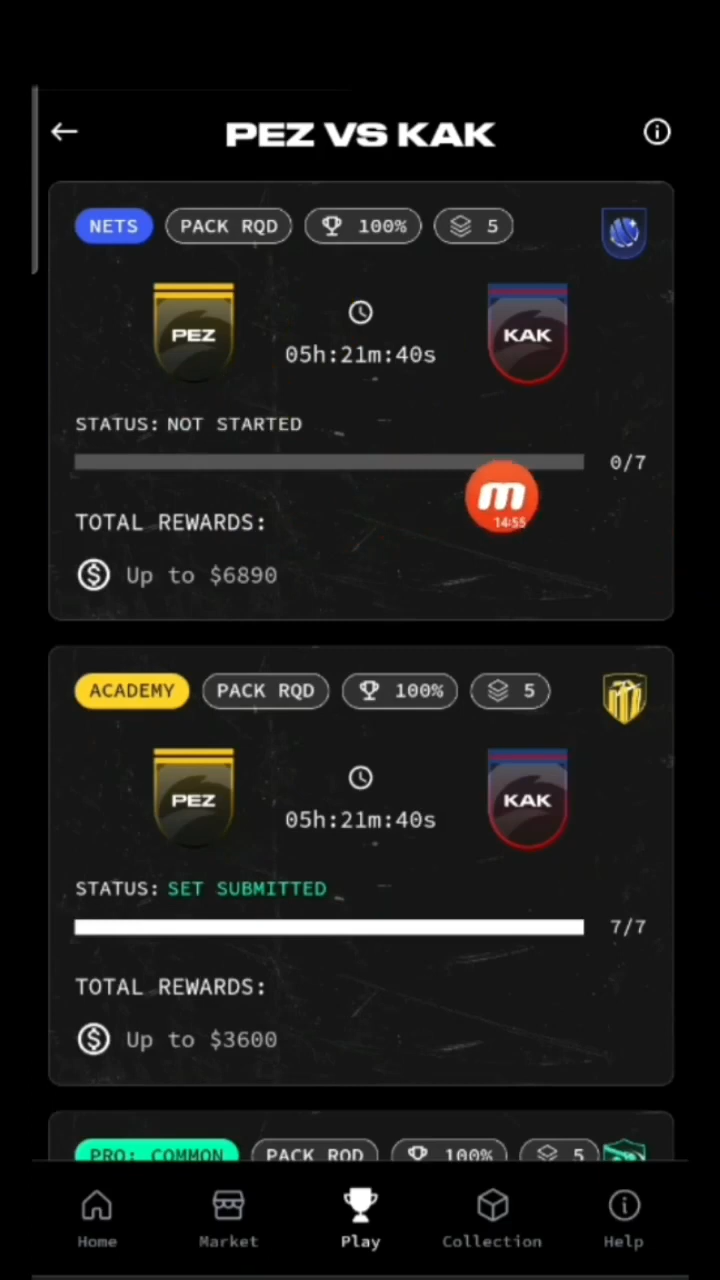 PEZ VS KAK
NETS PACK RQD 100% 5
PEZ KAK
05h:21m:40s
STATUS: NOT STARTED
0/7
14:55
TOTAL REWARDS:
Up to $6890
ACADEMY PACK RQD 100% 5
PEZ KAK
05h:21m:40s
STATUS: SET SUBMITTED
7/7
TOTAL REWARDS:
Up to $3600
PRO: COMMON PACK RQD 100% 5
Home Market Play Collection Help